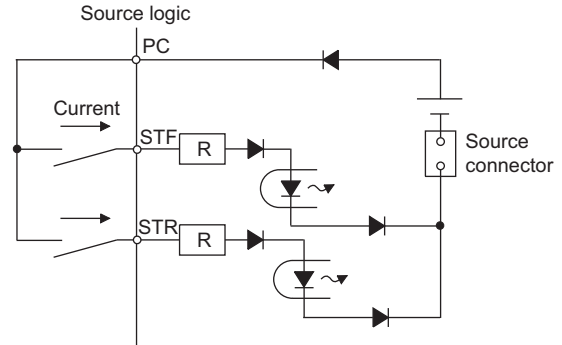 Source logic
PC
Current
STF
R
Source
connector
STR
R